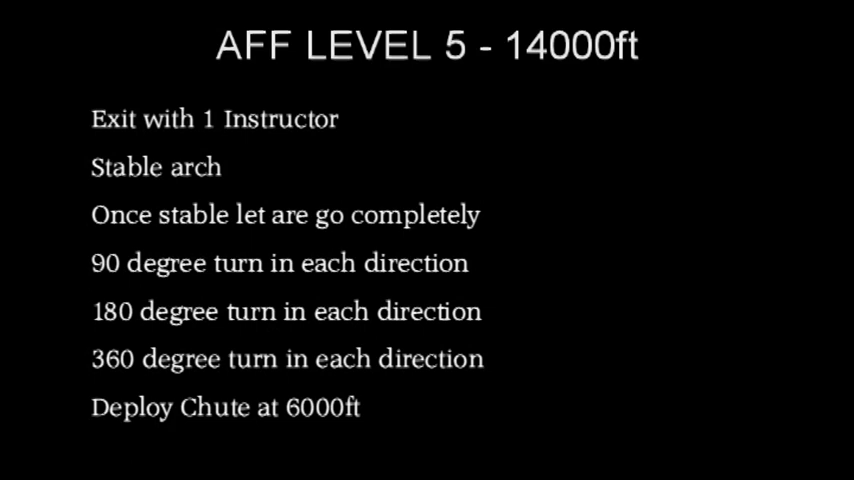 AFF LEVEL 5 - 14000ft
Exit with 1 Instructor
Stable arch
Once stable let are go completely
90 degree turn in each direction
180 degree turn in each direction
360 degree turn in each direction
Deploy Chute at 6000ft